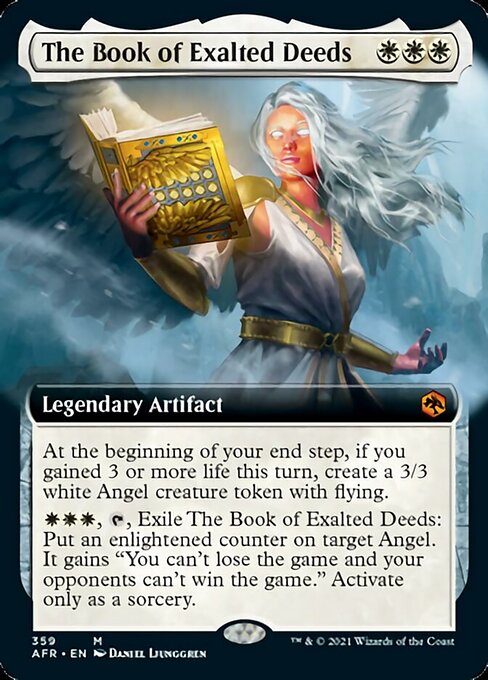 The Book of Exalted Deeds
Legendary Artifact
At the beginning of your end step, if you
gained 3 or more life this turn, create a 3/3
white Angel creature token with flying.
, , Exile The Book of Exalted Deeds:
Put an enlightened counter on target Angel.
It gains “You can’t lose the game and your
opponents can’t win the game.” Activate
only as a sorcery.
359 M
AFR • EN Daniel Ljunggren
™ & © 2021 Wizards of the Coast